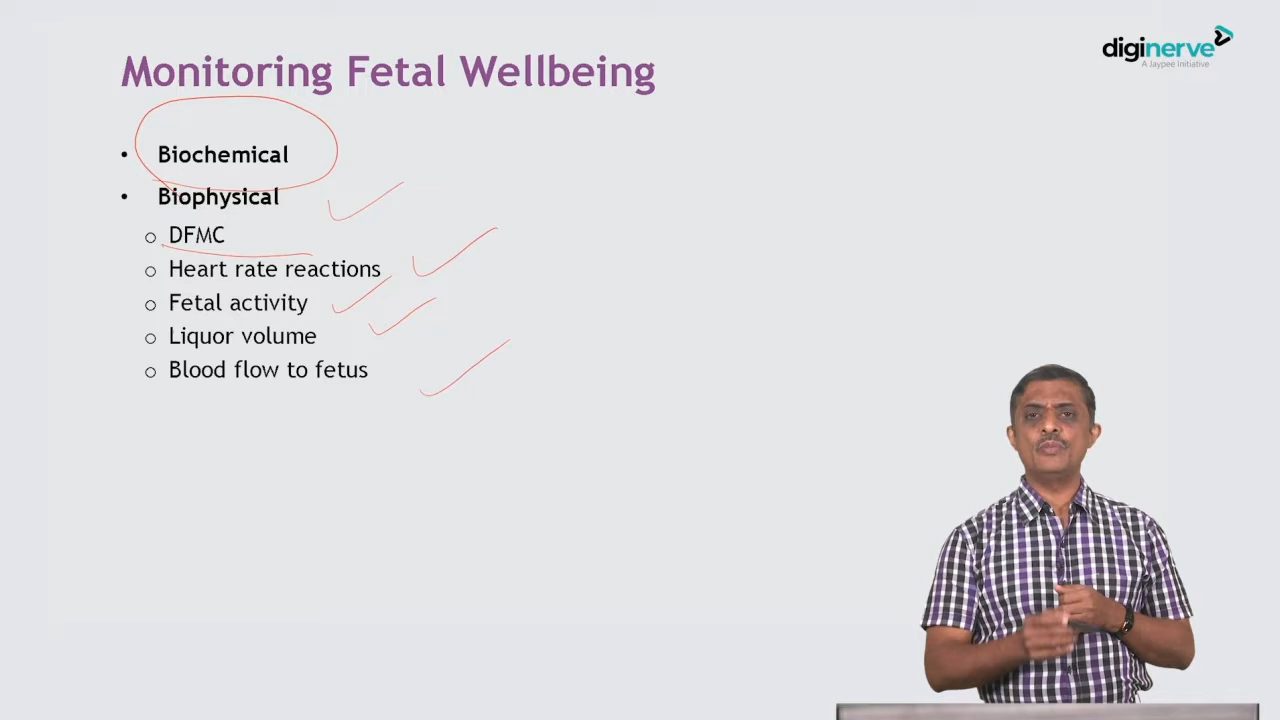 Monitoring Fetal Wellbeing
diginerve
A Jaypee Initiative
• Biochemical
• Biophysical
o DFMC
o Heart rate reactions
o Fetal activity
o Liquor volume
o Blood flow to fetus